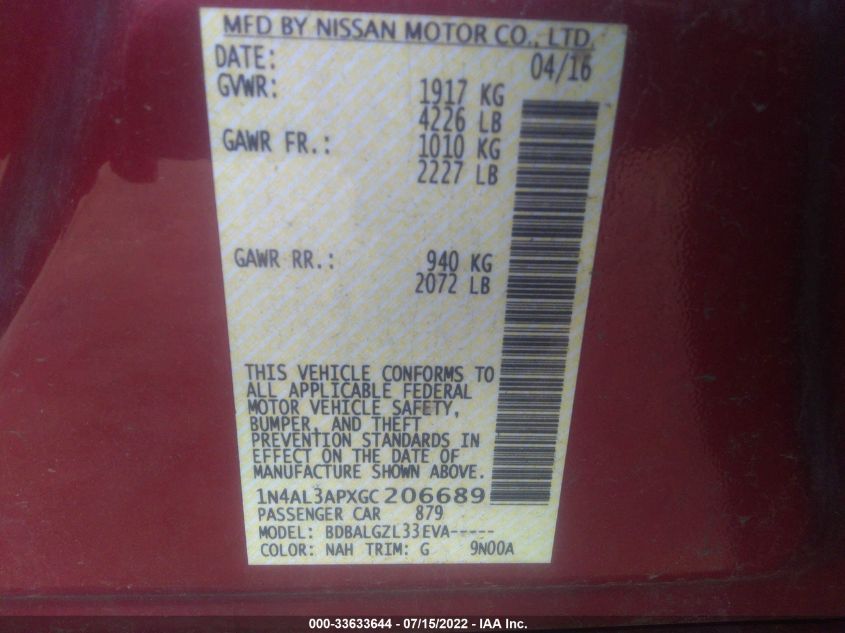 MFD BY NISSAN MOTOR CO., LTD.
DATE: 04/16
GVWR: 1917 KG
4226 LB
GAWR FR.: 1010 KG
2227 LB
GAWR RR.: 940 KG
2072 LB
THIS VEHICLE CONFORMS TO
ALL APPLICABLE FEDERAL
MOTOR VEHICLE SAFETY,
BUMPER, AND THEFT
PREVENTION STANDARDS IN
EFFECT ON THE DATE OF
MANUFACTURE SHOWN ABOVE.
1N4AL3APXGC206689
PASSENGER CAR 879
MODEL: BDBALGZL33EVA-----
COLOR: NAH TRIM: G 9N00A
000-33633644 - 07/15/2022 - IAA Inc.